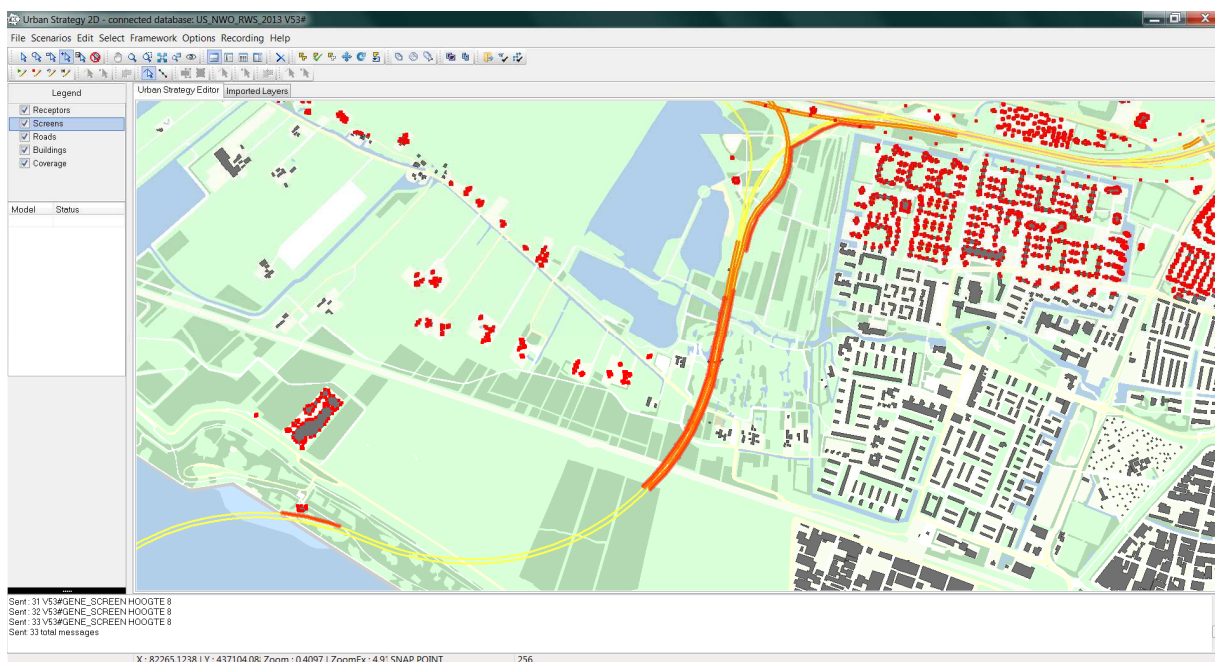 Urban Strategy 2D - connected database: US_NWO_RWS_2013 V53#
File Scenarios Edit Select Framework Options Recording Help
Legend
Receptors
Screens
Roads
Buildings
Coverage
Model Status
Urban Strategy Editor Imported Layers
Sent: 31 V53#GENE_SCREEN HOOGTE 8
Sent: 32 V53#GENE_SCREEN HOOGTE 8
Sent: 33 V53#GENE_SCREEN HOOGTE 8
Sent: 33 total messages
X : 82265.1238 | Y : 437104.08 Zoom : 0.4097 | ZoomFx : 4.91 SNAP POINT 256